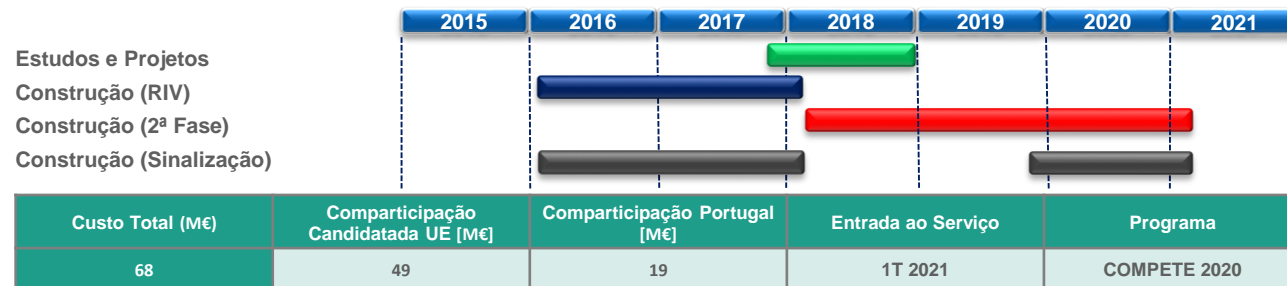 2015 2016 2017 2018 2019 2020 2021
Estudos e Projetos
Construção (RIV)
Construção (2ª Fase)
Construção (Sinalização)
Custo Total (M€) Comparticipação Candidatada UE [M€] Comparticipação Portugal [M€] Entrada ao Serviço Programa
68 49 19 1T 2021 COMPETE 2020